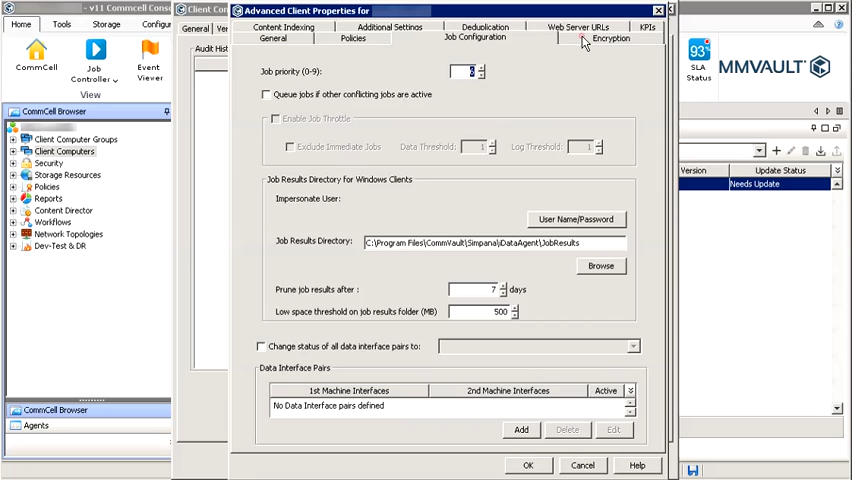 - v11 Commcell Consol
Client C
Advanced Client Properties for
Home
Tools
Storage
Config
General
Ver
Content Indexing
Additional Settings
Deduplication
Web Server URLs
KPIs
General
Policies
Job Configuration
Encryption
CommCell
Job
Controller
Event
Viewer
View
Audit Hist
93%
SLA
Status
MMVAULT
CommCell Browser
Client Computer Groups
Client Computers
Security
Storage Resources
Policies
Reports
Content Director
Workflows
Network Topologies
Dev-Test & DR
CommCell Browser
Agents
Job priority (0-9):
6
Queue jobs if other conflicting jobs are active
Enable Job Throttle
Exclude Immediate Jobs
Data Threshold:
1
Log Threshold:
1
Job Results Directory for Windows Clients
Impersonate User:
User Name/Password
Job Results Directory:
C:\Program Files\CommVault\Simpana\iDataAgent\JobResults
Browse
Prune job results after :
7
days
Low space threshold on job results folder (MB)
500
Change status of all data interface pairs to:
Data Interface Pairs
1st Machine Interfaces
2nd Machine Interfaces
Active
No Data Interface pairs defined
Add
Delete
Edit
OK
Cancel
Help
Version
Update Status
Needs Update